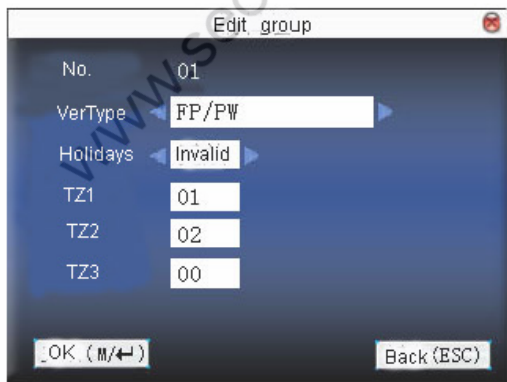 Edit group
No. 01
VerType FP/PW
Holidays Invalid
TZ1 01
TZ2 02
TZ3 00
OK (M/↵) Back (ESC)